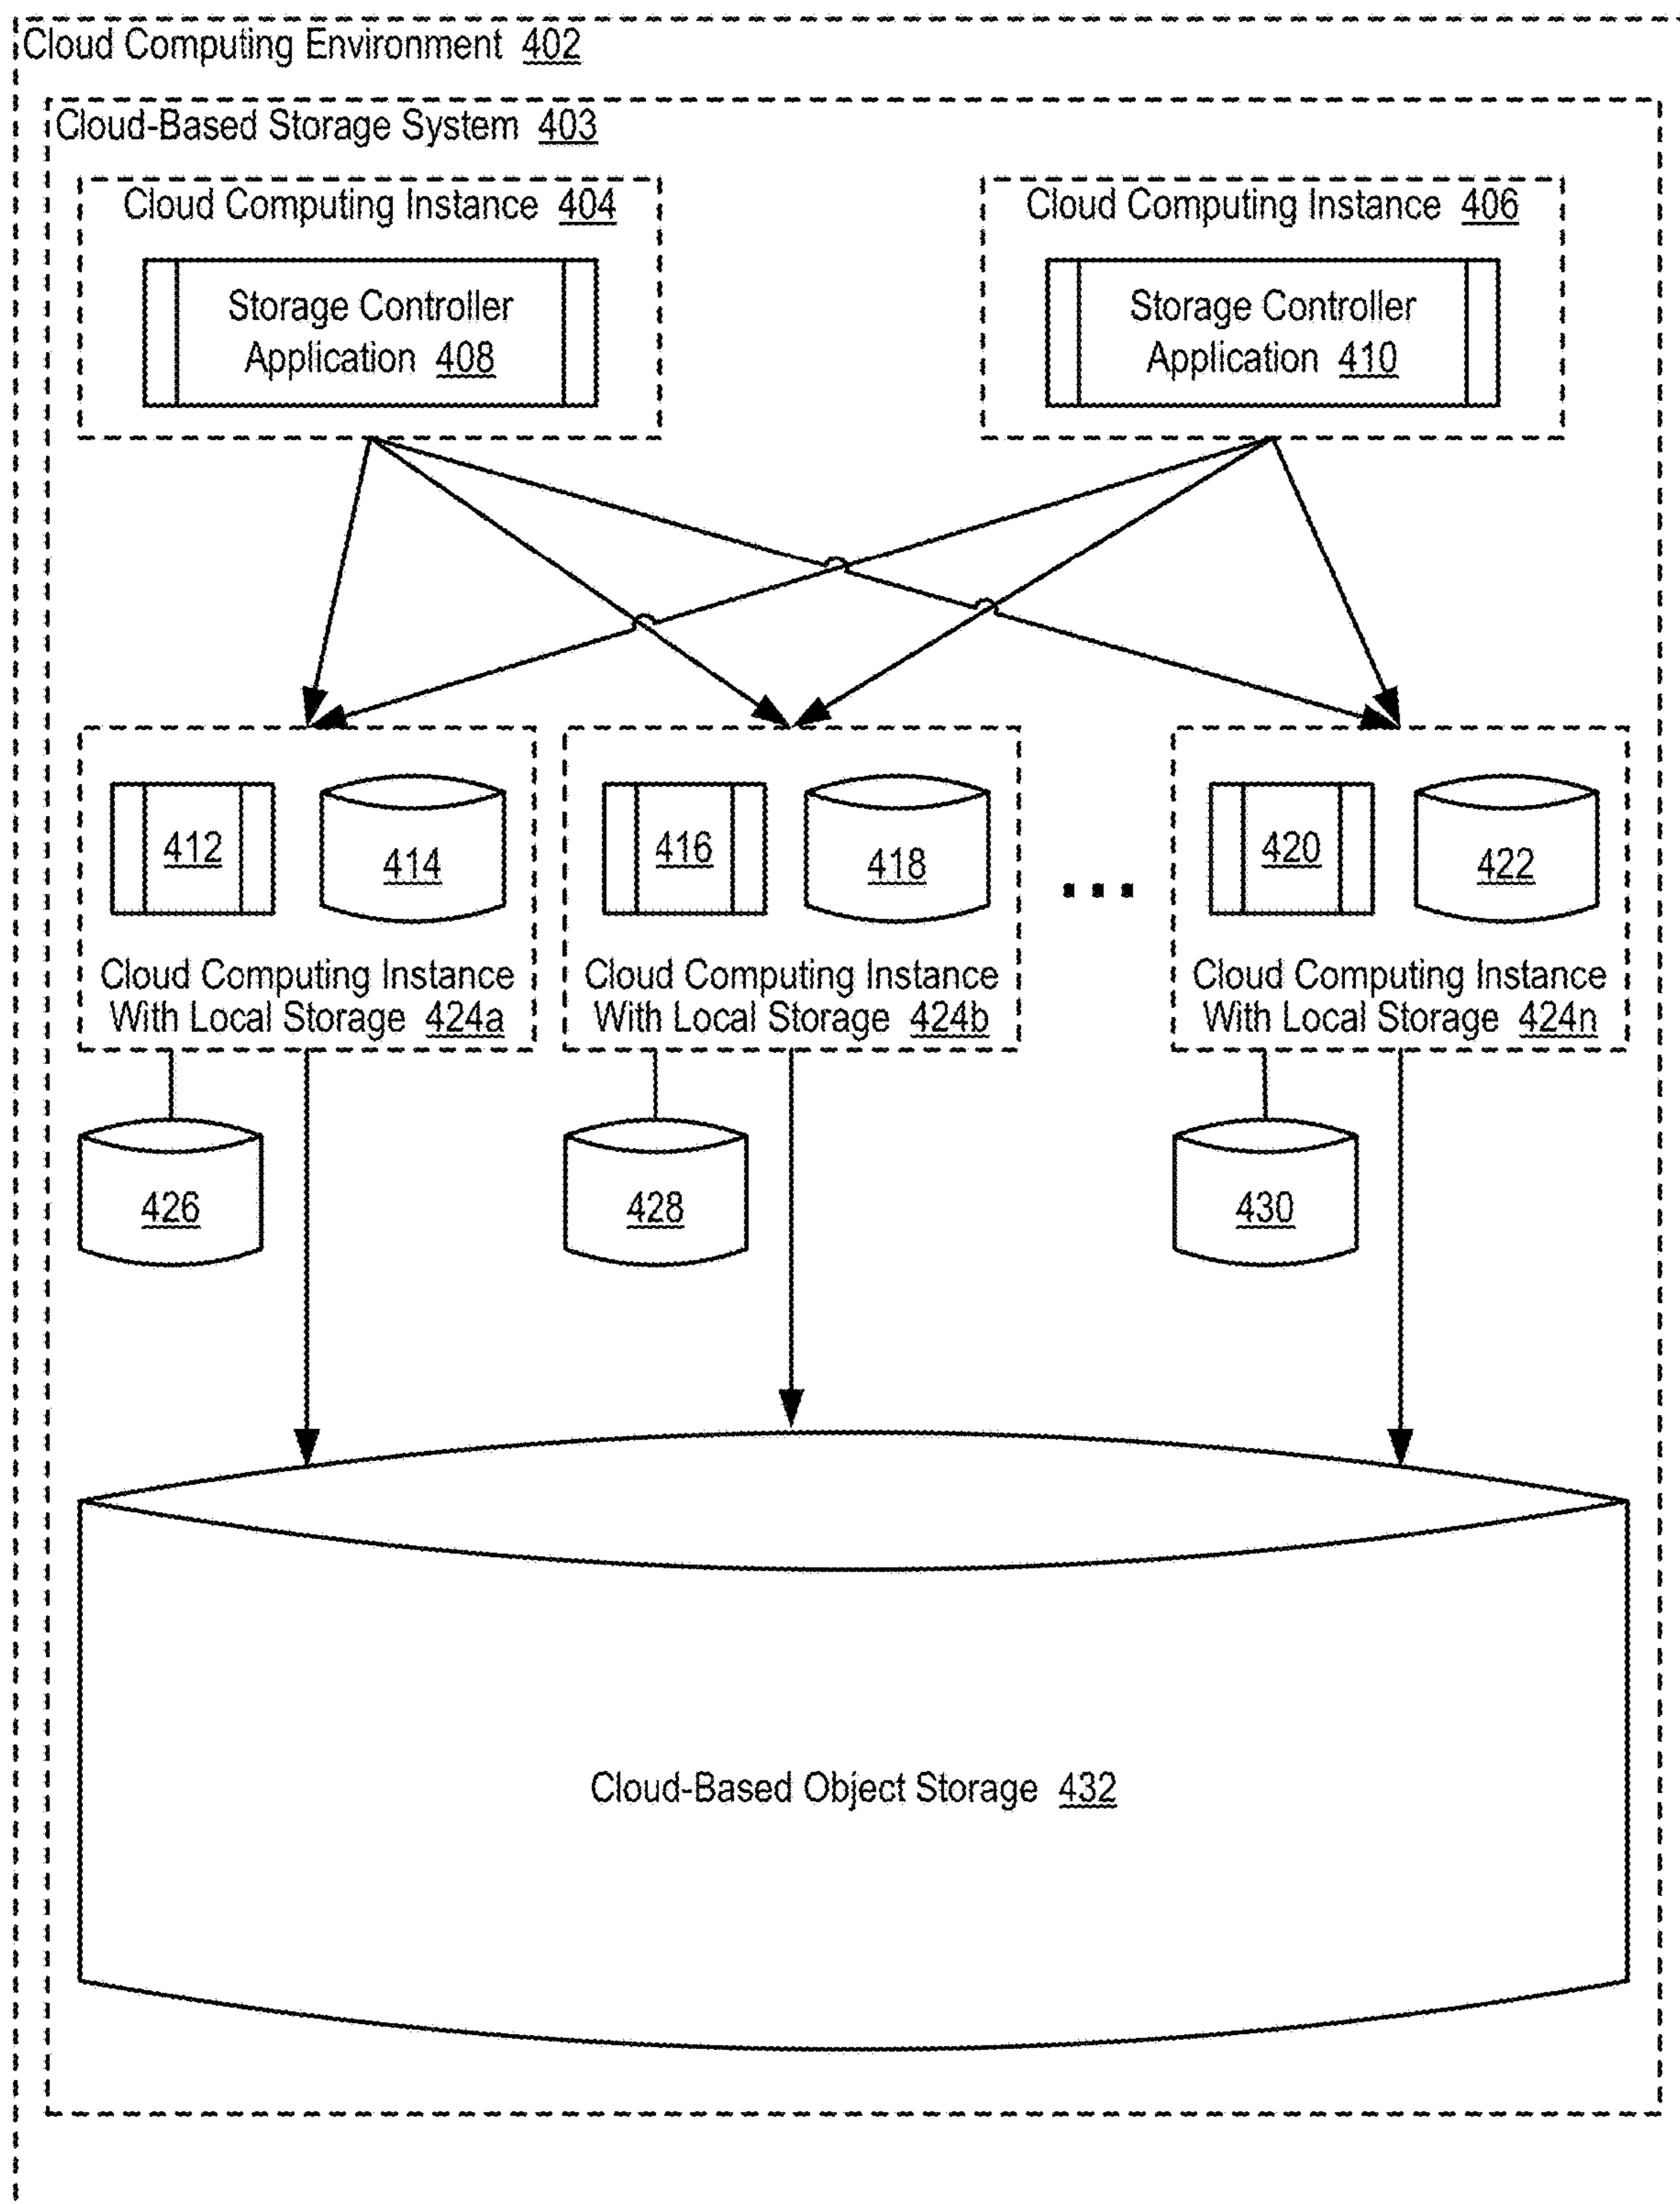 Cloud Computing Environment 402
Cloud-Based Storage System 403
Cloud Computing Instance 404
Storage Controller
Application 408
Cloud Computing Instance 406
Storage Controller
Application 410
412
414
Cloud Computing Instance
With Local Storage 424a
416
418
Cloud Computing Instance
With Local Storage 424b
...
420
422
Cloud Computing Instance
With Local Storage 424n
426
428
430
Cloud-Based Object Storage 432